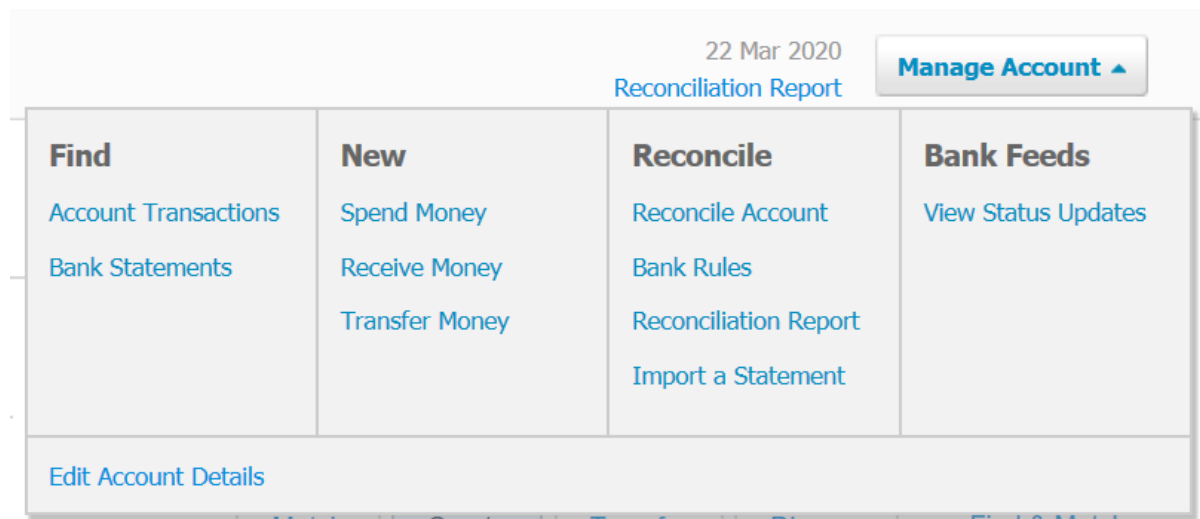 22 Mar 2020
Reconciliation Report
Manage Account
Find
Account Transactions
Bank Statements
New
Spend Money
Receive Money
Transfer Money
Reconcile
Reconcile Account
Bank Rules
Reconciliation Report
Import a Statement
Bank Feeds
View Status Updates
Edit Account Details